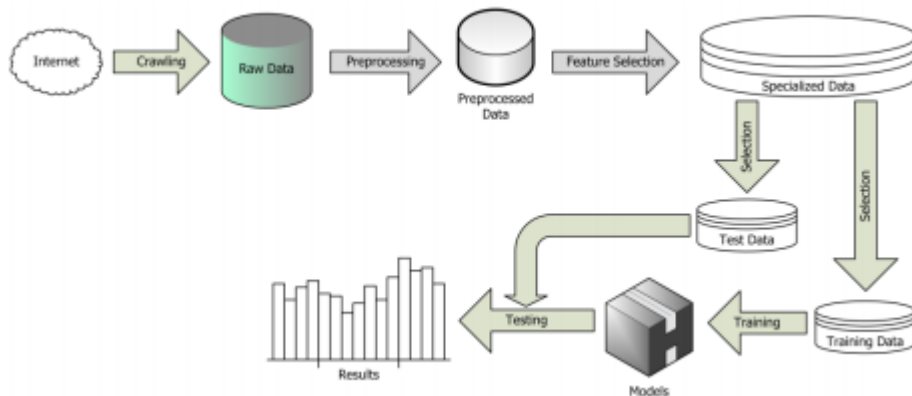 Internet
Crawling
Raw Data
Preprocessing
Preprocessed
Data
Feature Selection
Specialized Data
Selection
Selection
Test Data
Testing
Training
Training Data
Results
Models